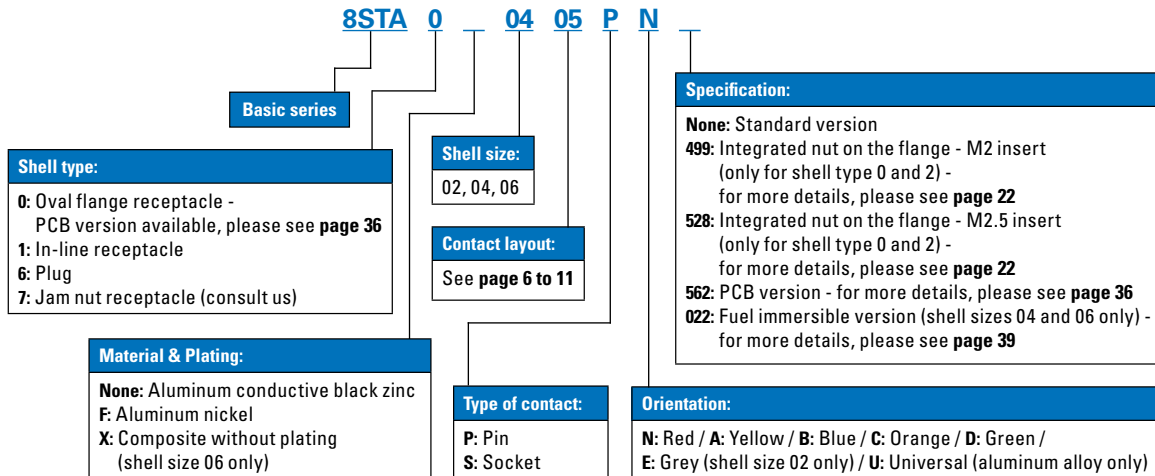 8STA 0 _ 04 05 P N _
Basic series
Shell type:
0: Oval flange receptacle -
PCB version available, please see page 36
1: In-line receptacle
6: Plug
7: Jam nut receptacle (consult us)
Material & Plating:
None: Aluminum conductive black zinc
F: Aluminum nickel
X: Composite without plating
(shell size 06 only)
Shell size:
02, 04, 06
Contact layout:
See page 6 to 11
Type of contact:
P: Pin
S: Socket
Specification:
None: Standard version
499: Integrated nut on the flange - M2 insert
(only for shell type 0 and 2) -
for more details, please see page 22
528: Integrated nut on the flange - M2.5 insert
(only for shell type 0 and 2) -
for more details, please see page 22
562: PCB version - for more details, please see page 36
022: Fuel immersible version (shell sizes 04 and 06 only) -
for more details, please see page 39
Orientation:
N: Red / A: Yellow / B: Blue / C: Orange / D: Green /
E: Grey (shell size 02 only) / U: Universal (aluminum alloy only)